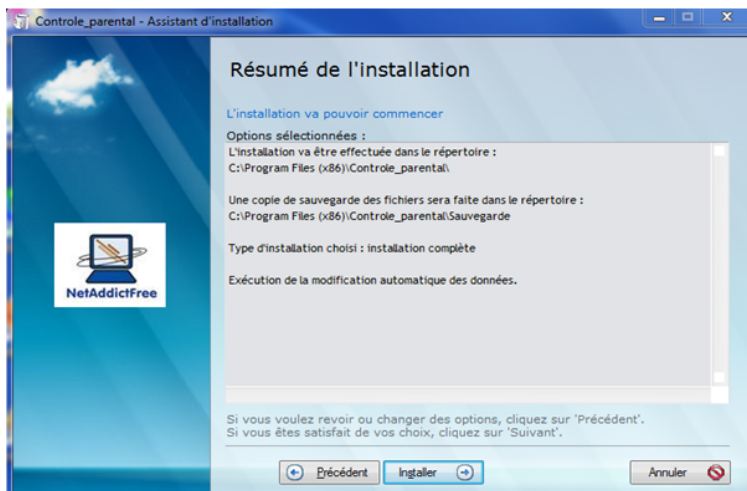 Controle_parental - Assistant d'installation
Résumé de l'installation
L'installation va pouvoir commencer
Options sélectionnées :
L'installation va être effectuée dans le répertoire :
C:\Program Files (x86)\Controle_parental\
Une copie de sauvegarde des fichiers sera faite dans le répertoire :
C:\Program Files (x86)\Controle_parental\Sauvegarde
Type d'installation choisi : installation complète
Exécution de la modification automatique des données.
NetAddictFree
Si vous voulez revoir ou changer des options, cliquez sur 'Précédent'.
Si vous êtes satisfait de vos choix, cliquez sur 'Suivant'.
Précédent
Installer
Annuler